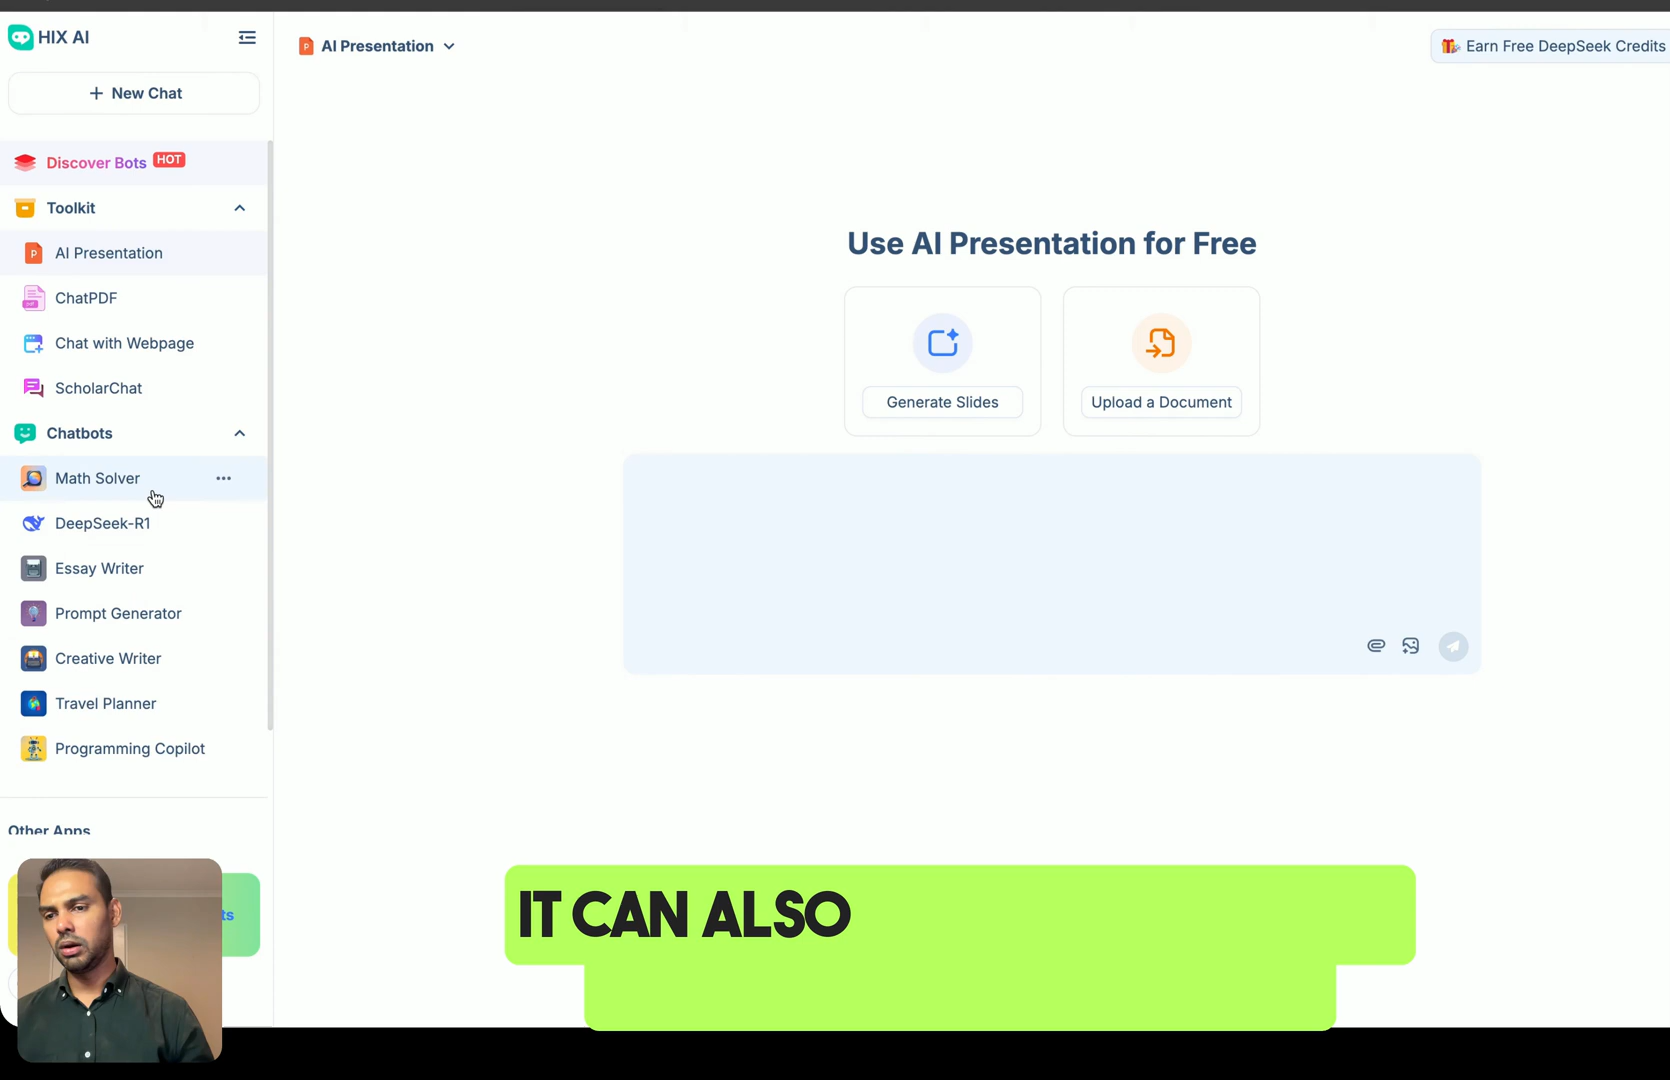 HIX AI
+ New Chat
Discover Bots HOT
Toolkit
AI Presentation
ChatPDF
Chat with Webpage
ScholarChat
Chatbots
Math Solver
DeepSeek-R1
Essay Writer
Prompt Generator
Creative Writer
Travel Planner
Programming Copilot
Other Apps
ts
AI Presentation
Earn Free DeepSeek Credits
Use AI Presentation for Free
Generate Slides
Upload a Document
IT CAN ALSO